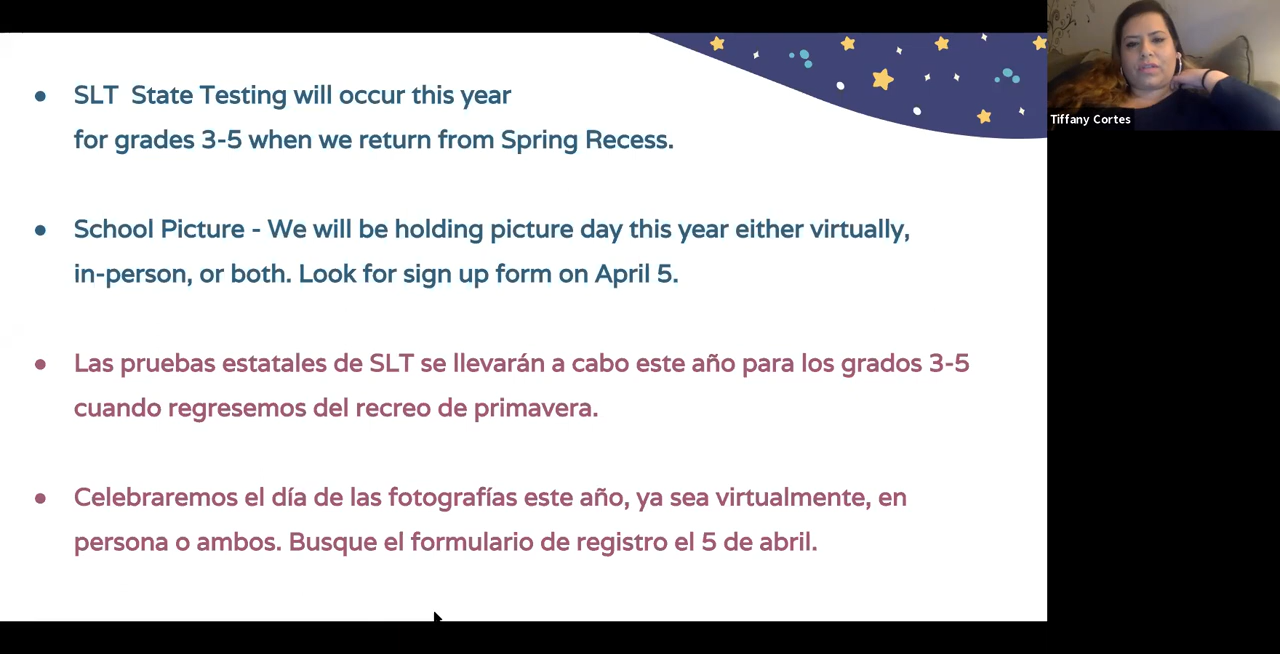 SLT  State Testing will occur this year
for grades 3-5 when we return from Spring Recess.
School Picture - We will be holding picture day this year either virtually,
in-person, or both. Look for sign up form on April 5.
Las pruebas estatales de SLT se llevarán a cabo este año para los grados 3-5
cuando regresemos del recreo de primavera.
Celebraremos el día de las fotografías este año, ya sea virtualmente, en
persona o ambos. Busque el formulario de registro el 5 de abril.
Tiffany Cortes